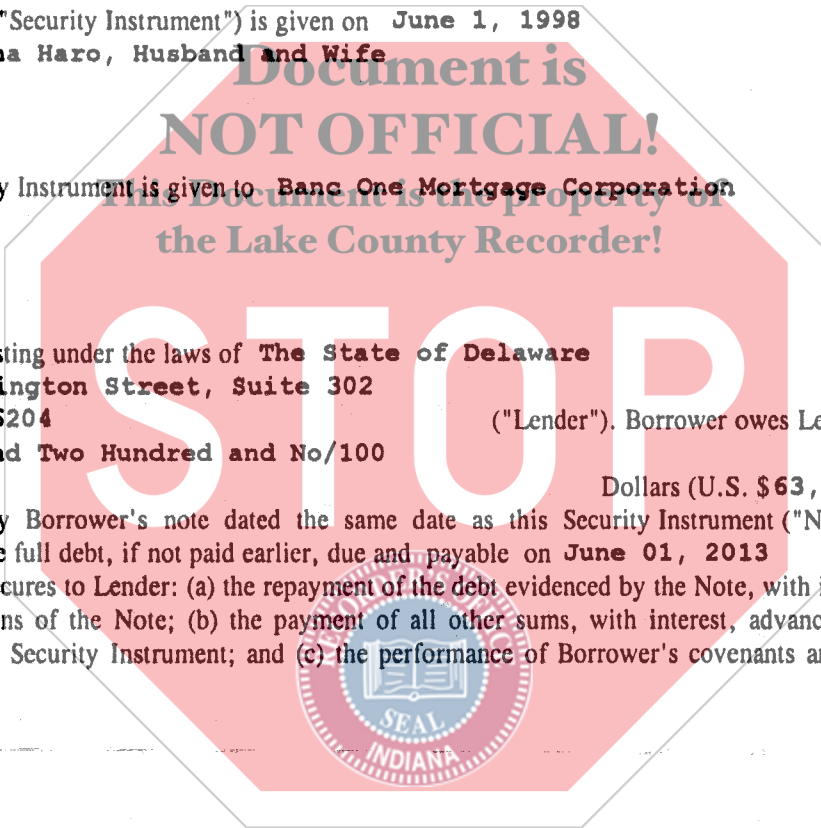 "Security Instrument") is given on June 1, 1998
na Haro, Husband and Wife
Document is
NOT OFFICIAL!
y Instrument is given to Banc One Mortgage Corporation
This Document is the property of
the Lake County Recorder!
STOP
sting under the laws of The State of Delaware
ington Street, Suite 302
5204 ("Lender"). Borrower owes Le
nd Two Hundred and No/100
Dollars (U.S. $63,
y Borrower's note dated the same date as this Security Instrument ("N
e full debt, if not paid earlier, due and payable on June 01, 2013
cures to Lender: (a) the repayment of the debt evidenced by the Note, with i
ns of the Note; (b) the payment of all other sums, with interest, advanc
Security Instrument; and (c) the performance of Borrower's covenants a
RECORDER'S OFFICE
SEAL
INDIANA